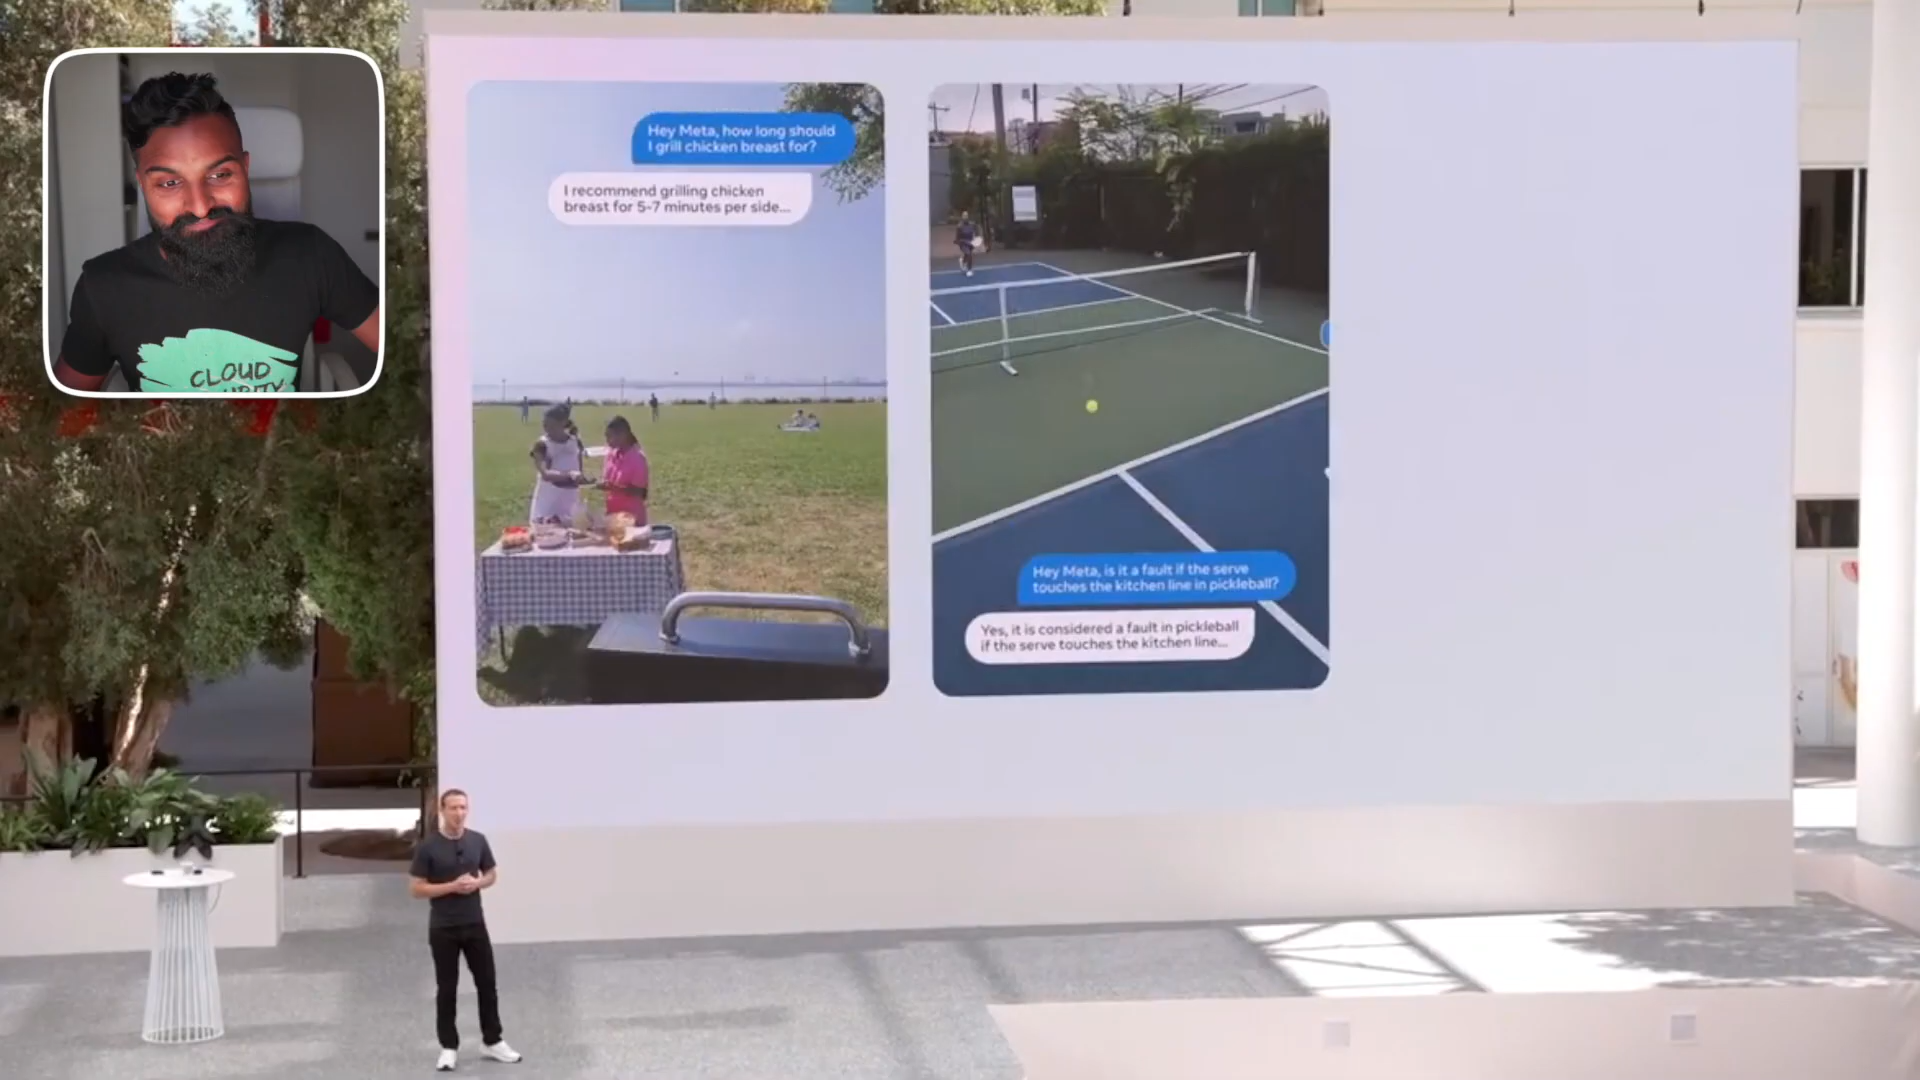 CLOUD
Hey Meta, how long should
I grill chicken breast for?
I recommend grilling chicken
breast for 5-7 minutes per side...
Hey Meta, is it a fault if the serve
touches the kitchen line in pickleball?
Yes, it is considered a fault in pickleball
if the serve touches the kitchen line...